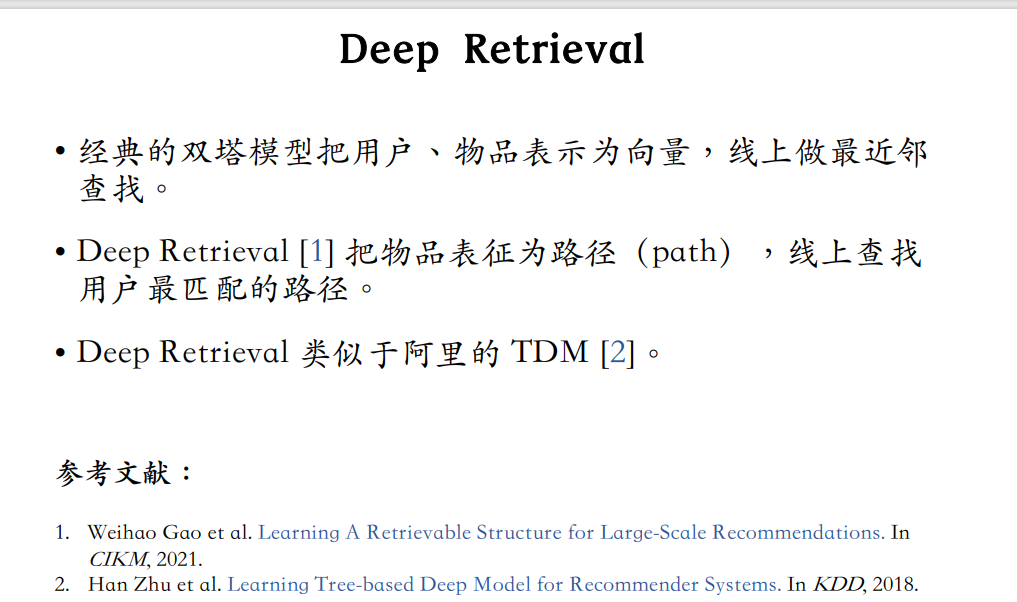 Deep Retrieval
• 经典的双塔模型把用户、物品表示为向量，线上做最近邻
查找。
• Deep Retrieval [1] 把物品表征为路径（path），线上查找
用户最匹配的路径。
• Deep Retrieval 类似于阿里的 TDM [2]。
参考文献：
1. Weihao Gao et al. Learning A Retrievable Structure for Large-Scale Recommendations. In
CIKM, 2021.
2. Han Zhu et al. Learning Tree-based Deep Model for Recommender Systems. In KDD, 2018.